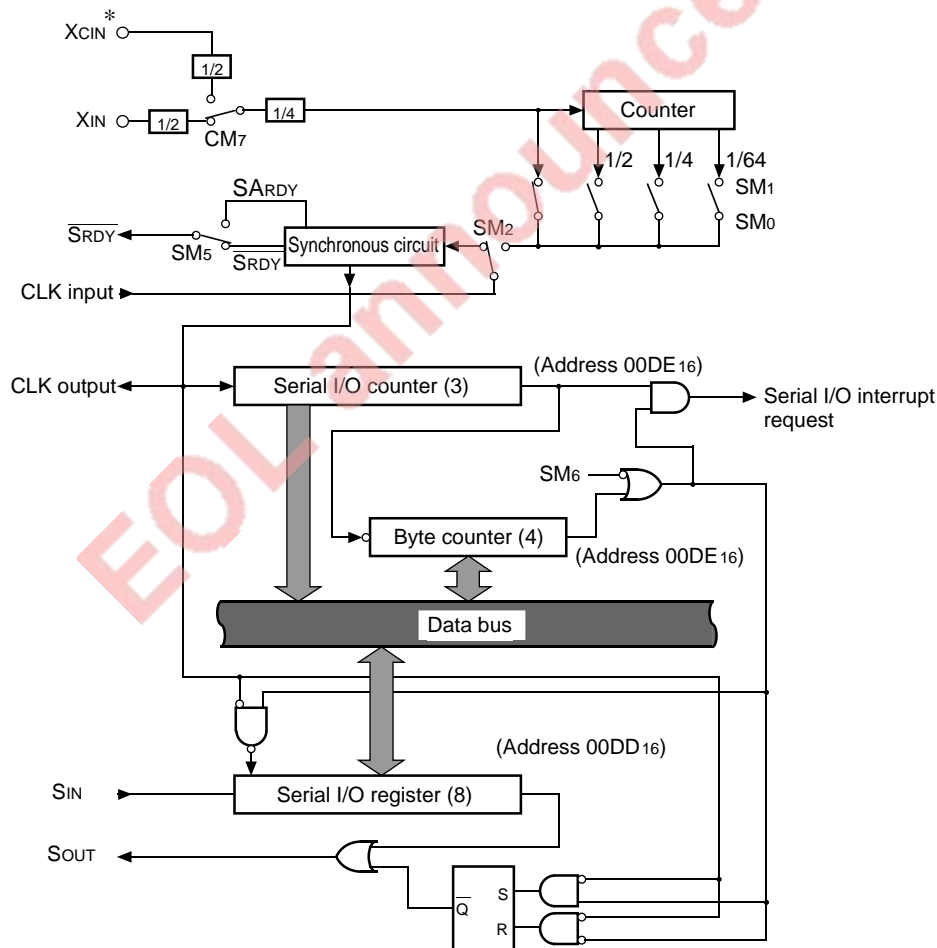 XCIN *
1/2
XIN
1/2
CM7
1/4
Counter
1/2
1/4
1/64
SM1
SM0
SARDY
SRDY
SM5
SRDY
Synchronous circuit
SM2
CLK input
CLK output
Serial I/O counter (3)
(Address 00DE16)
Serial I/O interrupt
request
SM6
Byte counter (4)
(Address 00DE16)
Data bus
(Address 00DD16)
SIN
Serial I/O register (8)
SOUT
Q
S
R
EOL announce